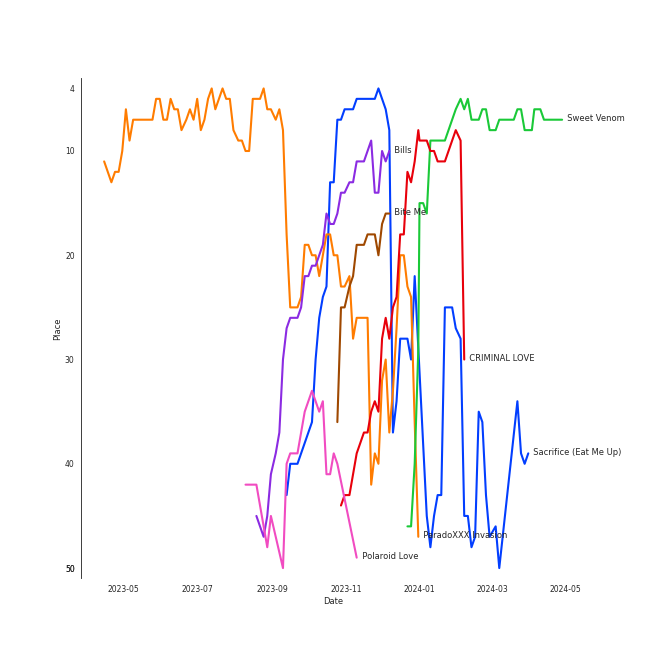 4
Sweet Venom
10
Bills
Bite Me
20
30
CRIMINAL LOVE
40
Sacrifice (Eat Me Up)
ParadoXXX Invasion
Polaroid Love
50
2023-05 2023-07 2023-09 2023-11 2024-01 2024-03 2024-05
Date
Place